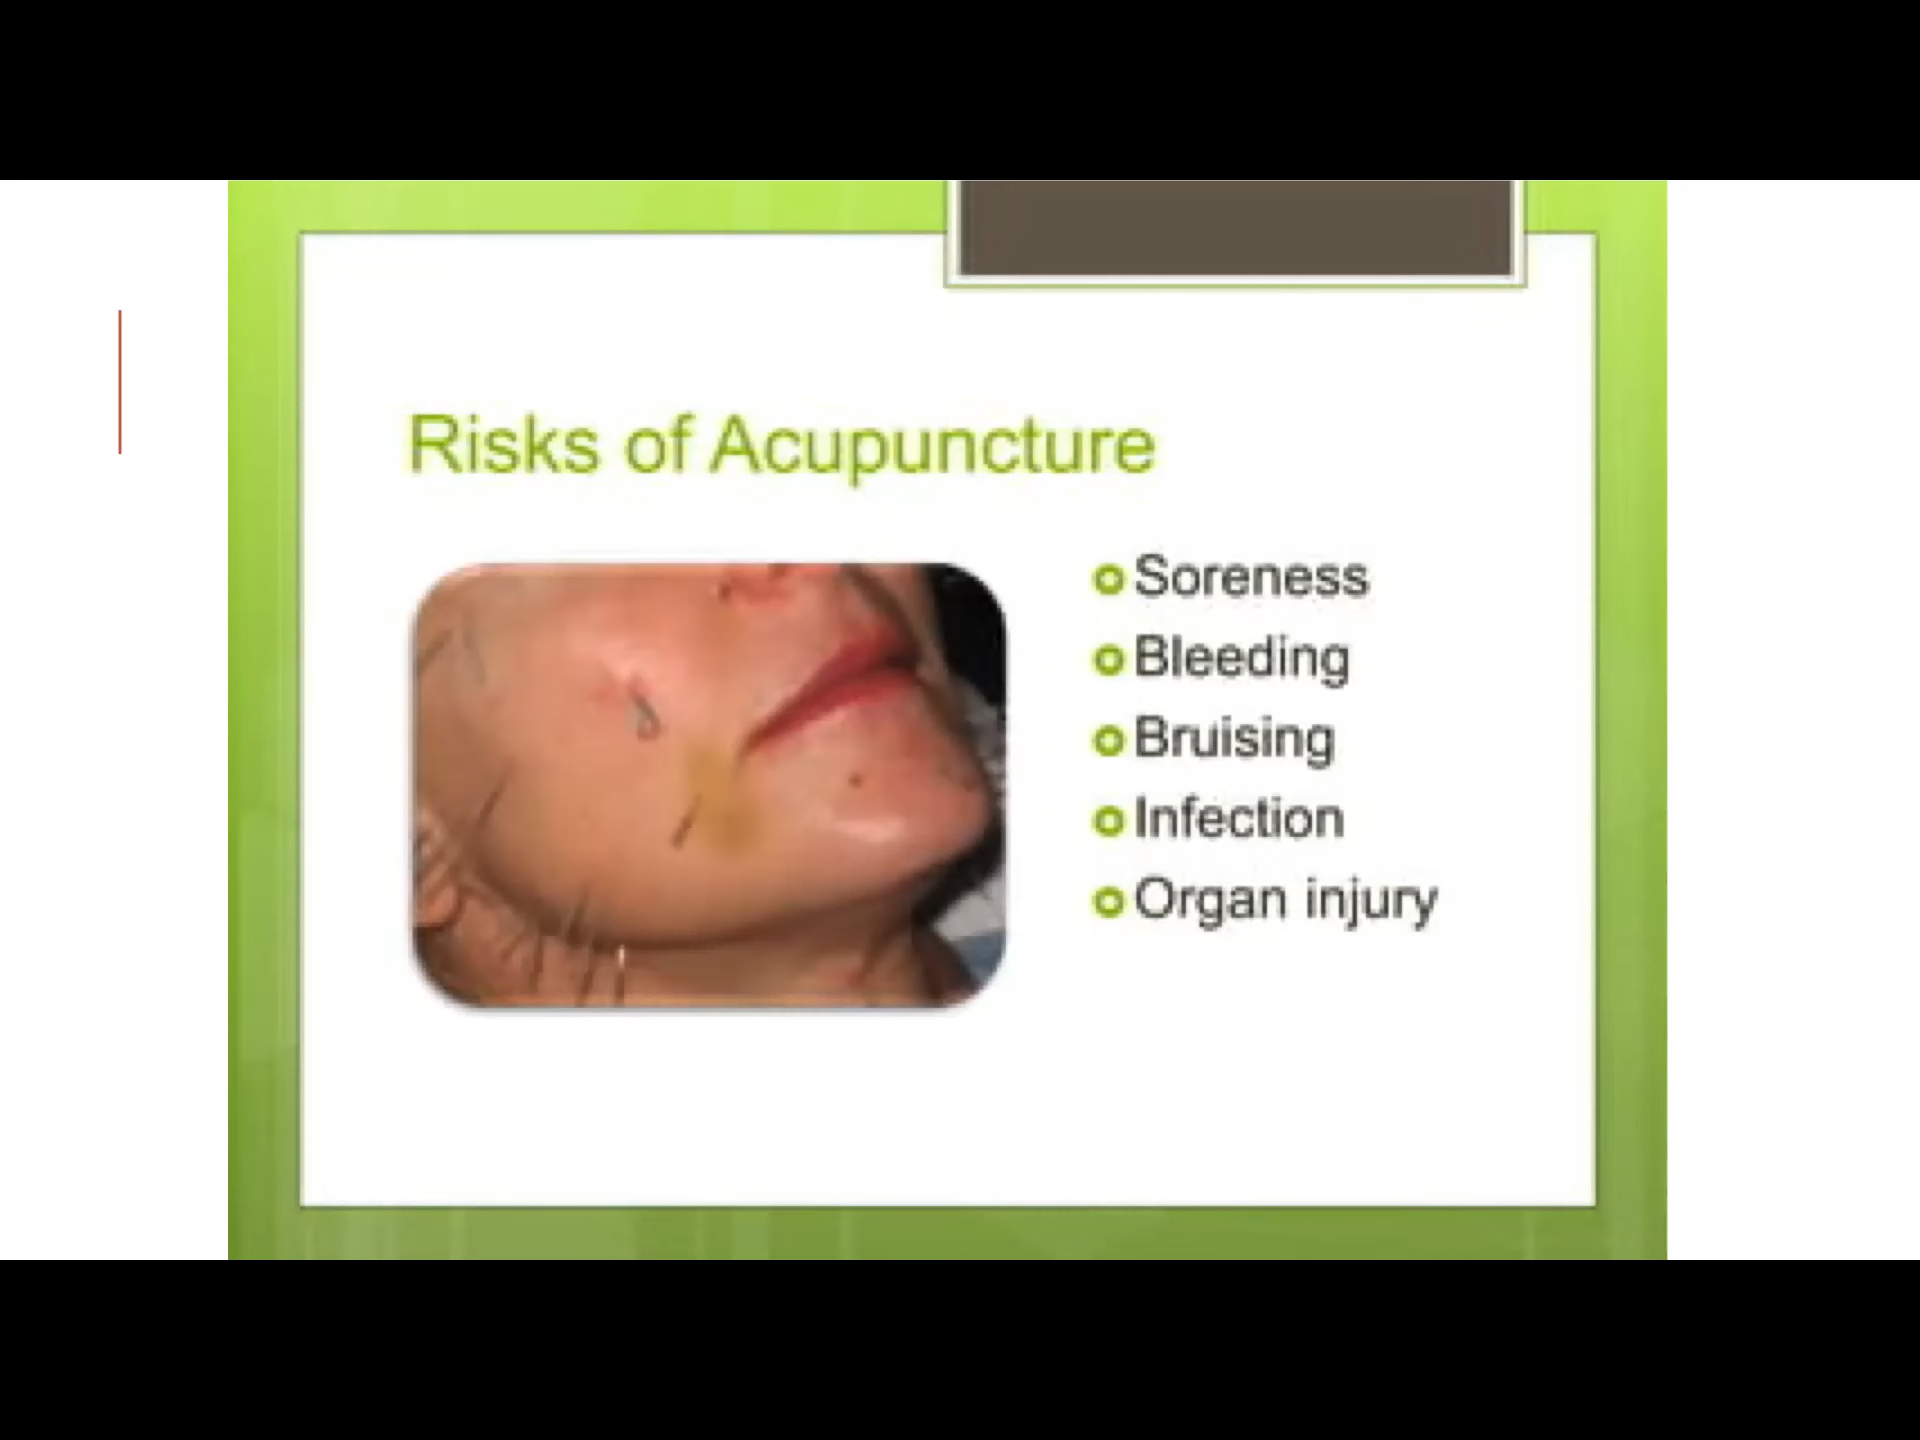 Risks of Acupuncture
Soreness
Bleeding
Bruising
Infection
Organ injury